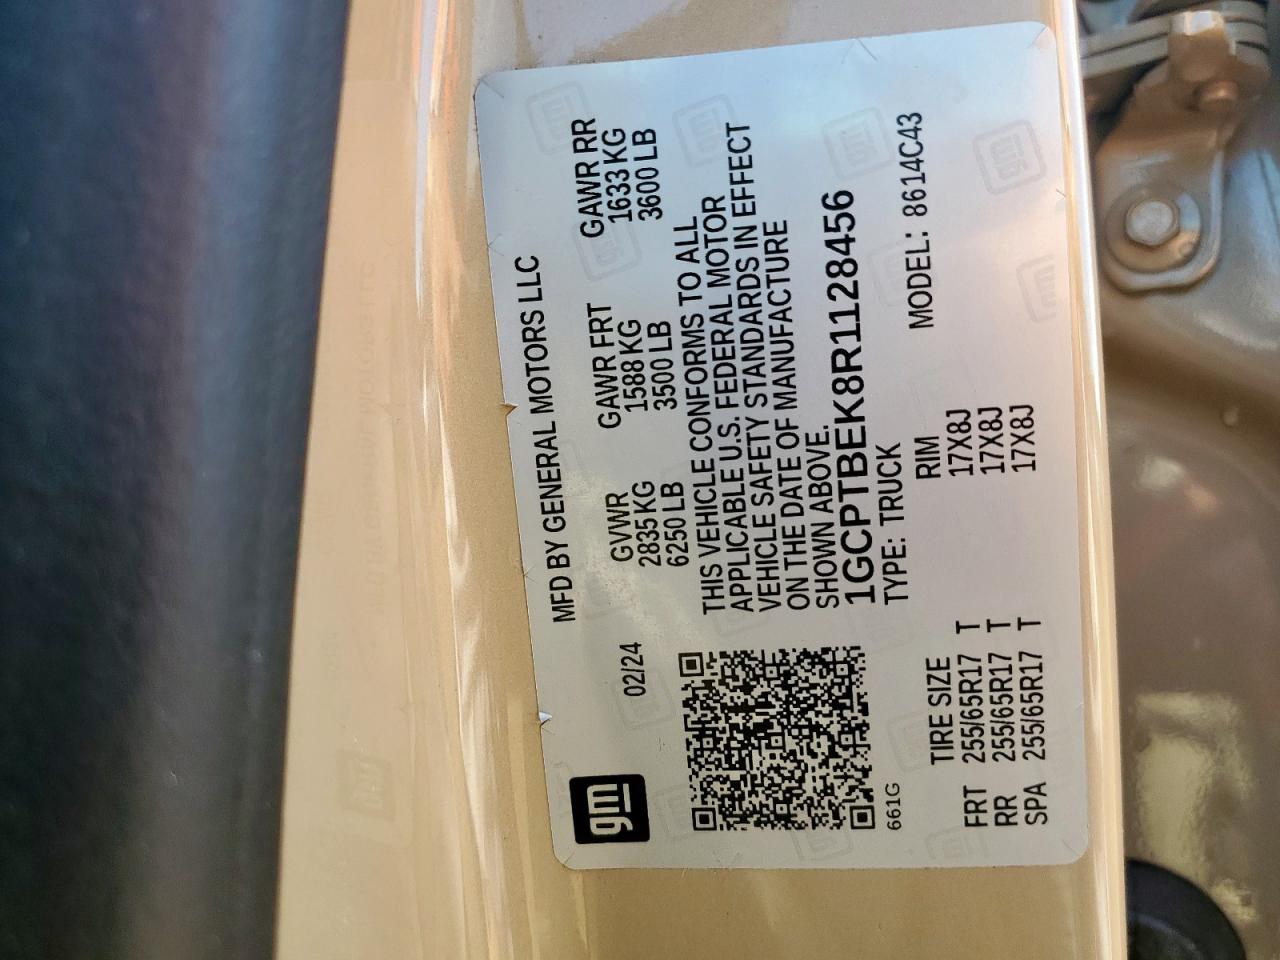 gm
MFD BY GENERAL MOTORS LLC
02/24 GVWR GAWR FRT GAWR RR
2835 KG 1588 KG 1633 KG
6250 LB 3500 LB 3600 LB
THIS VEHICLE CONFORMS TO ALL
APPLICABLE U.S. FEDERAL MOTOR
VEHICLE SAFETY STANDARDS IN EFFECT
ON THE DATE OF MANUFACTURE
SHOWN ABOVE.
1GCPTBEK8R1128456
661G TYPE: TRUCK MODEL: 8614C43
TIRE SIZE RIM
FRT 255/65R17 T 17X8J
RR 255/65R17 T 17X8J
SPA 255/65R17 T 17X8J